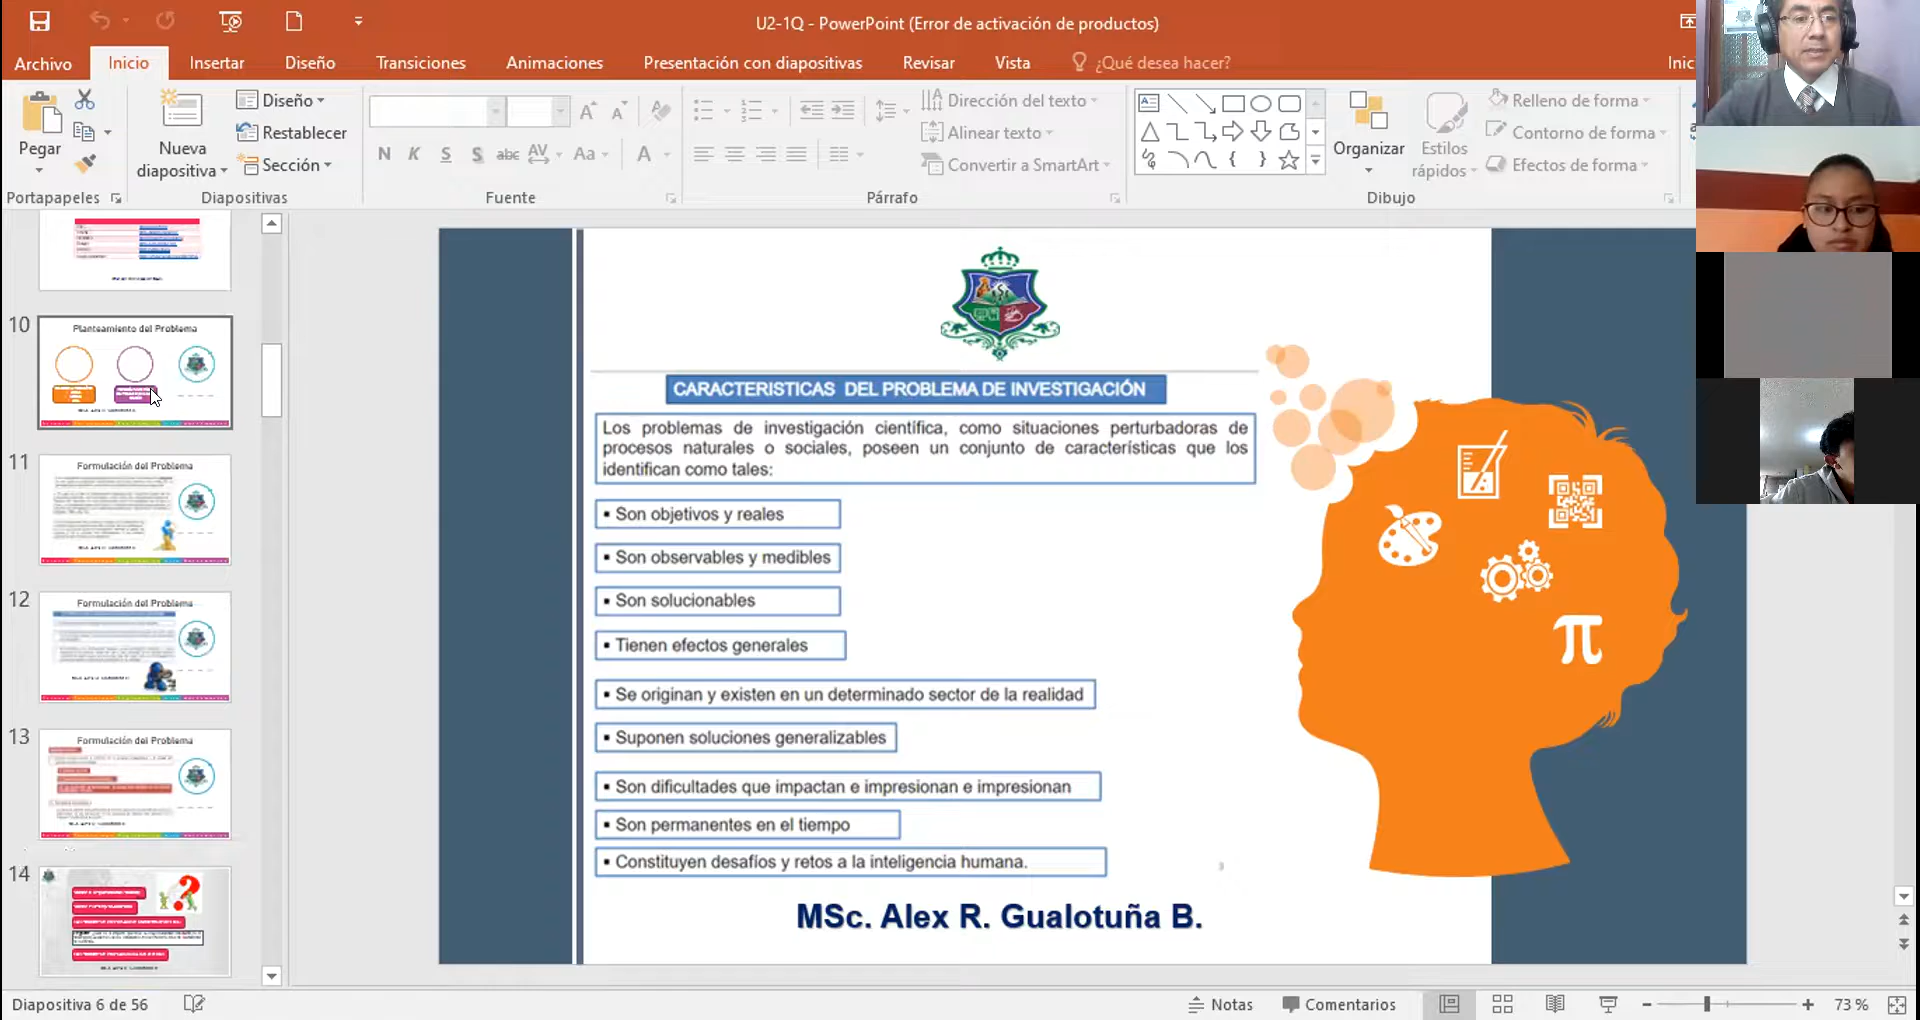 U2-1Q - PowerPoint (Error de activación de productos)
Archivo
Inicio
Insertar
Diseño
Transiciones
Animaciones
Presentación con diapositivas
Revisar
Vista
¿Qué desea hacer?
Inic
Pegar
Nueva
diapositiva
Diseño
Restablecer
Sección
N K S S abc AV Aa A
Dirección del texto
Alinear texto
Convertir a SmartArt
Organizar
Estilos
rápidos
Relleno de forma
Contorno de forma
Efectos de forma
Portapapeles
Diapositivas
Fuente
Párrafo
Dibujo
10
Planteamiento del Problema
11
Formulación del Problema
12
Formulación del Problema
13
Formulación del Problema
14
CARACTERISTICAS DEL PROBLEMA DE INVESTIGACIÓN
Los problemas de investigación científica, como situaciones perturbadoras de
procesos naturales o sociales, poseen un conjunto de características que los
identifican como tales:
▪ Son objetivos y reales
▪ Son observables y medibles
▪ Son solucionables
▪ Tienen efectos generales
▪ Se originan y existen en un determinado sector de la realidad
▪ Suponen soluciones generalizables
▪ Son dificultades que impactan e impresionan e impresionan
▪ Son permanentes en el tiempo
▪ Constituyen desafíos y retos a la inteligencia humana.
π
MSc. Alex R. Gualotuña B.
Diapositiva 6 de 56
Notas
Comentarios
73 %